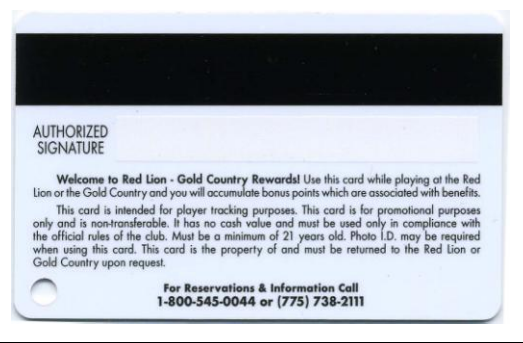 AUTHORIZED
SIGNATURE
Welcome to Red Lion - Gold Country Rewards! Use this card while playing at the Red
Lion or the Gold Country and you will accumulate bonus points which are associated with benefits.
This card is intended for player tracking purposes. This card is for promotional purposes
only and is non-transferable. It has no cash value and must be used only in compliance with
the official rules of the club. Must be a minimum of 21 years old. Photo I.D. may be required
when using this card. This card is the property of and must be returned to the Red Lion or
Gold Country upon request.
For Reservations & Information Call
1-800-545-0044 or (775) 738-2111